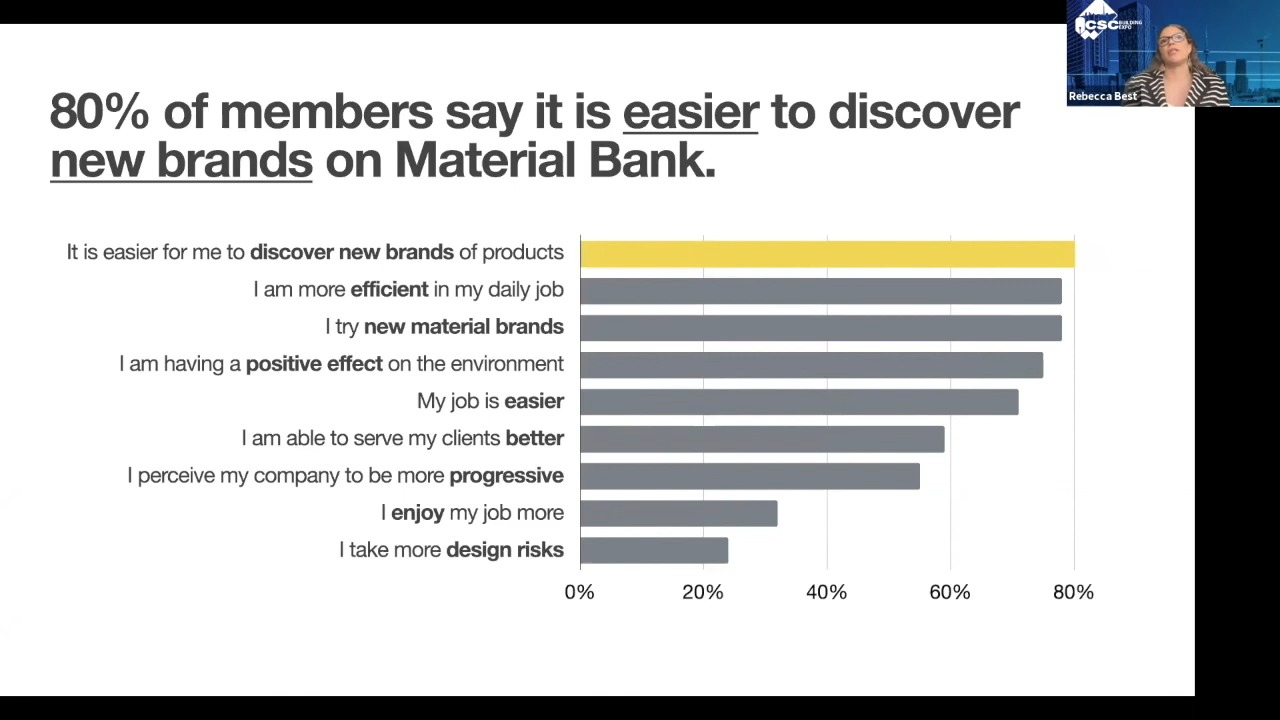 80% of members say it is easier to discover
new brands on Material Bank.
It is easier for me to discover new brands of products
I am more efficient in my daily job
I try new material brands
I am having a positive effect on the environment
My job is easier
I am able to serve my clients better
I perceive my company to be more progressive
I enjoy my job more
I take more design risks
0% 20% 40% 60% 80%
CSC BUILDING
EXPO
Rebecca Best